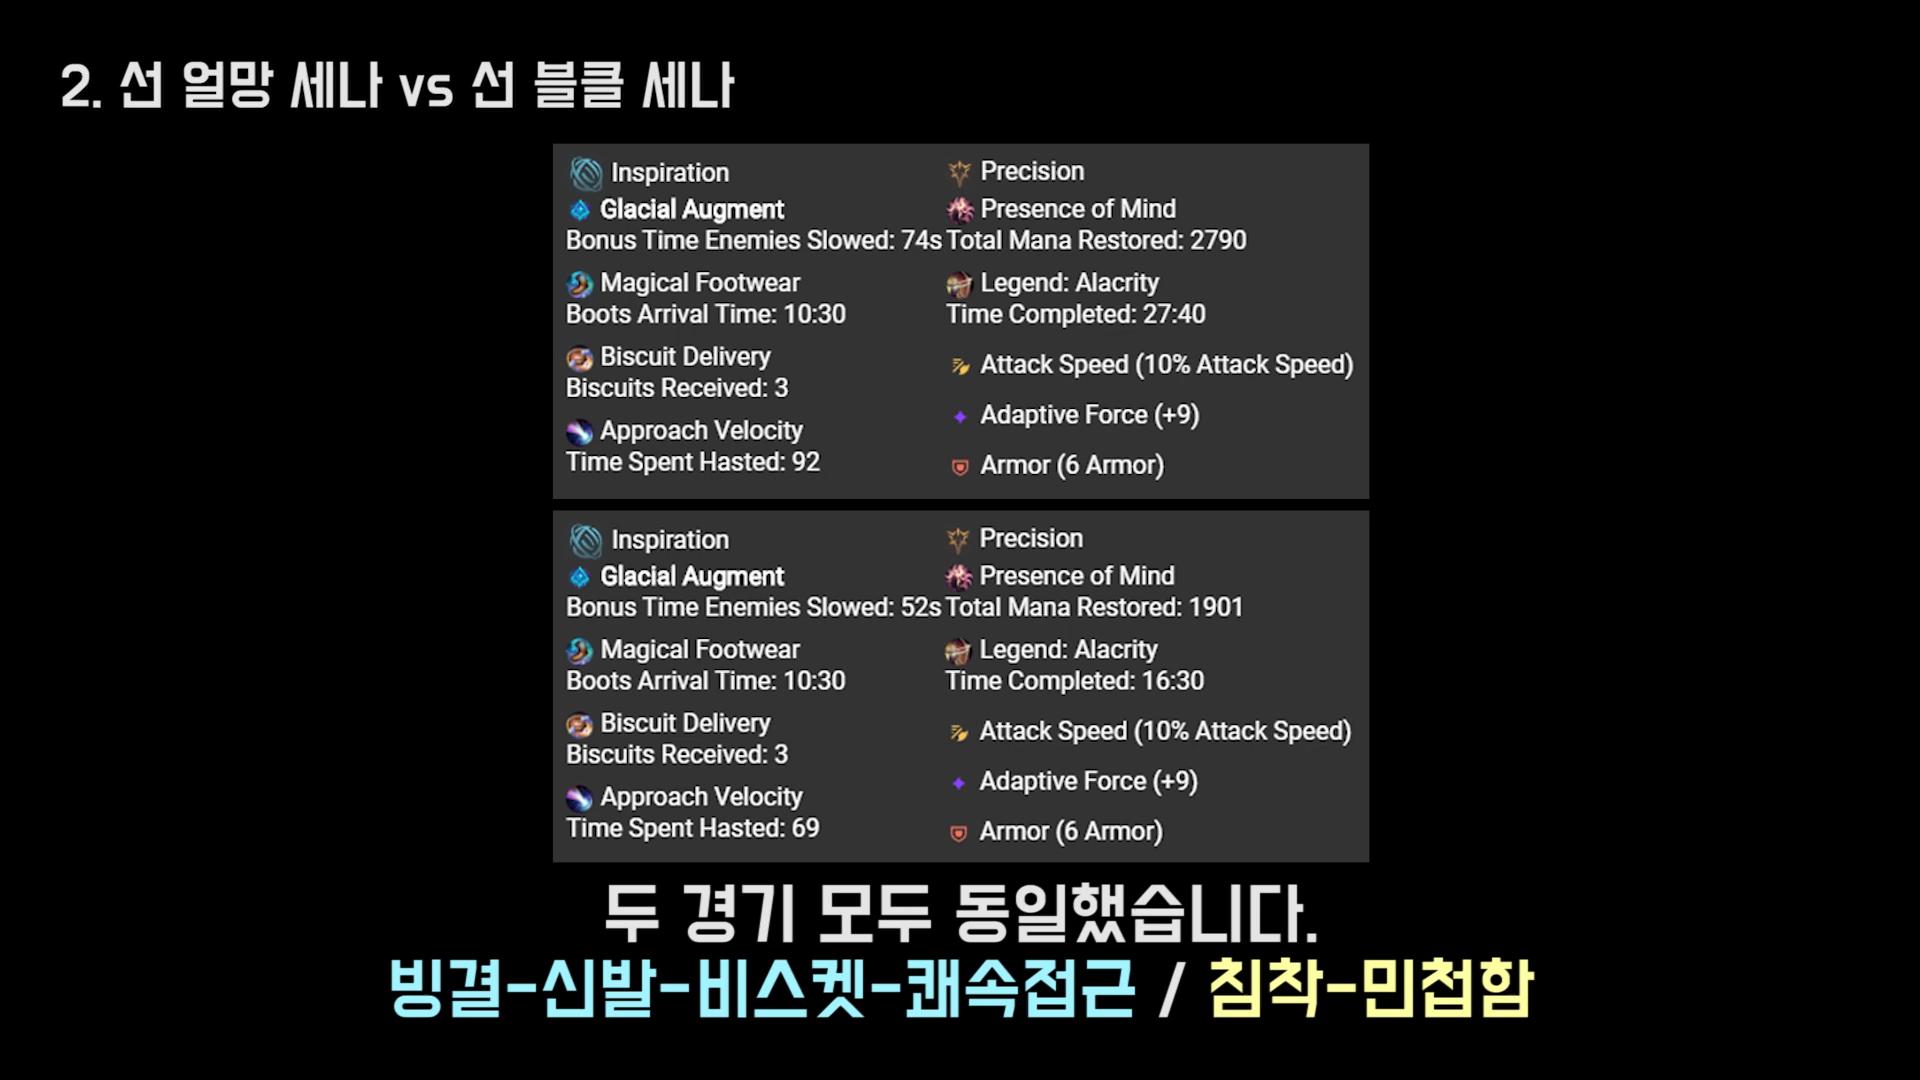 2. 선 얼망 세나 vs 선 블클 세나
Inspiration
Glacial Augment
Bonus Time Enemies Slowed: 74s
Magical Footwear
Boots Arrival Time: 10:30
Biscuit Delivery
Biscuits Received: 3
Approach Velocity
Time Spent Hasted: 92
Precision
Presence of Mind
Total Mana Restored: 2790
Legend: Alacrity
Time Completed: 27:40
Attack Speed (10% Attack Speed)
Adaptive Force (+9)
Armor (6 Armor)
Inspiration
Glacial Augment
Bonus Time Enemies Slowed: 52s
Magical Footwear
Boots Arrival Time: 10:30
Biscuit Delivery
Biscuits Received: 3
Approach Velocity
Time Spent Hasted: 69
Precision
Presence of Mind
Total Mana Restored: 1901
Legend: Alacrity
Time Completed: 16:30
Attack Speed (10% Attack Speed)
Adaptive Force (+9)
Armor (6 Armor)
두 경기 모두 동일했습니다.
빙결-신발-비스켓-쾌속접근 / 침착-민첩함